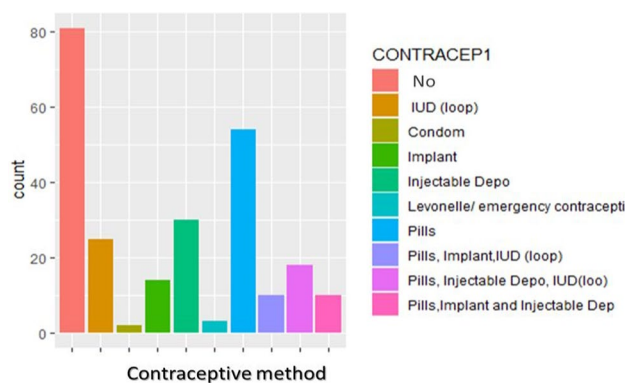 80
60
40
20
0
count
Contraceptive method
CONTRACEP1
No
IUD (loop)
Condom
Implant
Injectable Depo
Levonelle/ emergency contracepti
Pills
Pills, Implant,IUD (loop)
Pills, Injectable Depo, IUD(loo)
Pills,Implant and Injectable Dep